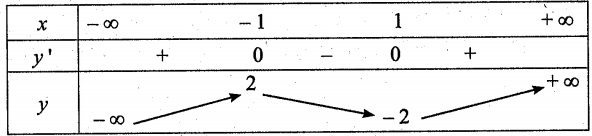 x −∞ −1 1 +∞
y' + 0 − 0 +
2 +∞
y
−∞ −2